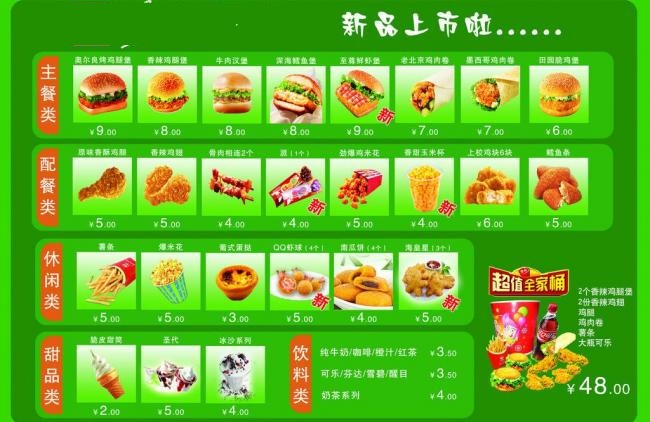 新品上市啦......
主餐类
奥尔良烤鸡腿堡 香辣鸡腿堡 牛肉汉堡 深海鳕鱼堡 至尊鲜虾堡 老北京鸡肉卷 墨西哥鸡肉卷 田园脆鸡堡
新
¥9.00 ¥8.00 ¥8.00 ¥8.00 ¥9.00 ¥7.00 ¥7.00 ¥6.00
配餐类
原味香酥鸡腿 香辣鸡翅 骨肉相连2个 (1个) 劲爆鸡米花 香甜玉米杯 上校鸡块6块 鳕鱼条
新 新
¥5.00 ¥5.00 ¥4.00 ¥4.00 ¥4.00 ¥5.00 ¥6.00 ¥5.00
休闲类
薯条 爆米花 葡式蛋挞 QQ虾球(4个) 南瓜饼(4个) 海皇星(3个)
新 新
¥5.00 ¥5.00 ¥3.00 ¥5.00 ¥4.00 ¥5.00
甜品类
脆皮甜筒 圣代 冰沙系列
¥2.00 ¥5.00 ¥4.00
饮料类
纯牛奶/咖啡/橙汁/红茶 ¥3.50
可乐/芬达/雪碧/醒目 ¥3.50
奶茶系列 ¥4.00
超值全家桶
2个香辣鸡腿堡
2份香辣鸡翅
鸡腿
鸡肉卷
薯条
大瓶可乐
¥48.00